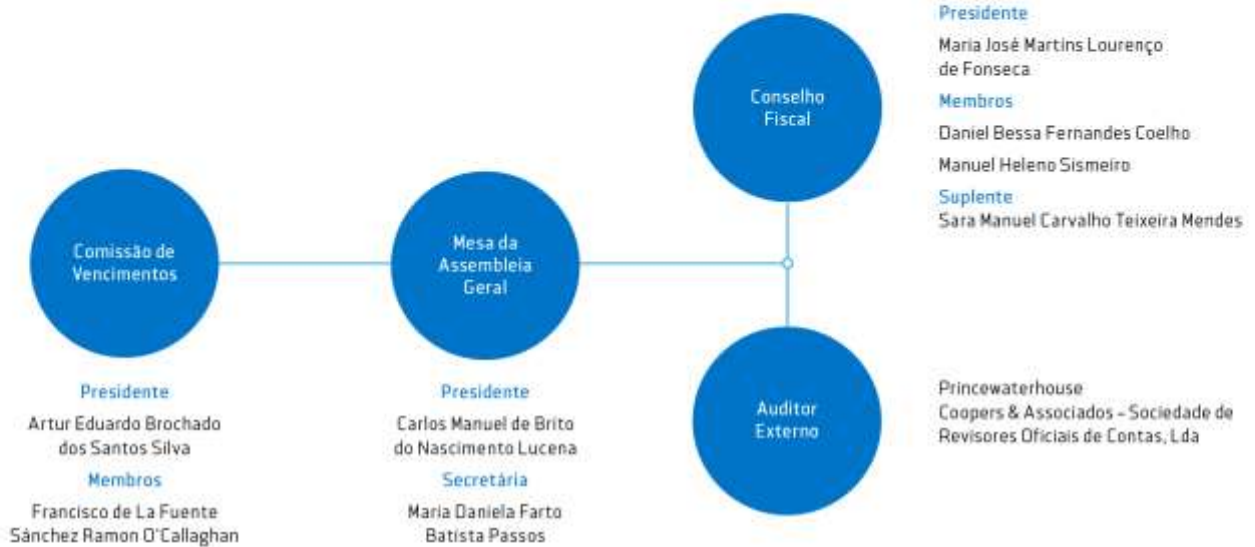 Comissão de
Vencimentos
Presidente
Artur Eduardo Brochado
dos Santos Silva
Membros
Francisco de La Fuente
Sánchez Ramon O'Callaghan
Mesa da
Assembleia
Geral
Presidente
Carlos Manuel de Brito
do Nascimento Lucena
Secretária
Maria Daniela Farto
Batista Passos
Conselho
Fiscal
Presidente
Maria José Martins Lourenço
de Fonseca
Membros
Daniel Bessa Fernandes Coelho
Manuel Heleno Sismeiro
Suplente
Sara Manuel Carvalho Teixeira Mendes
Auditor
Externo
Princewaterhouse
Coopers & Associados – Sociedade de
Revisores Oficiais de Contas, Lda